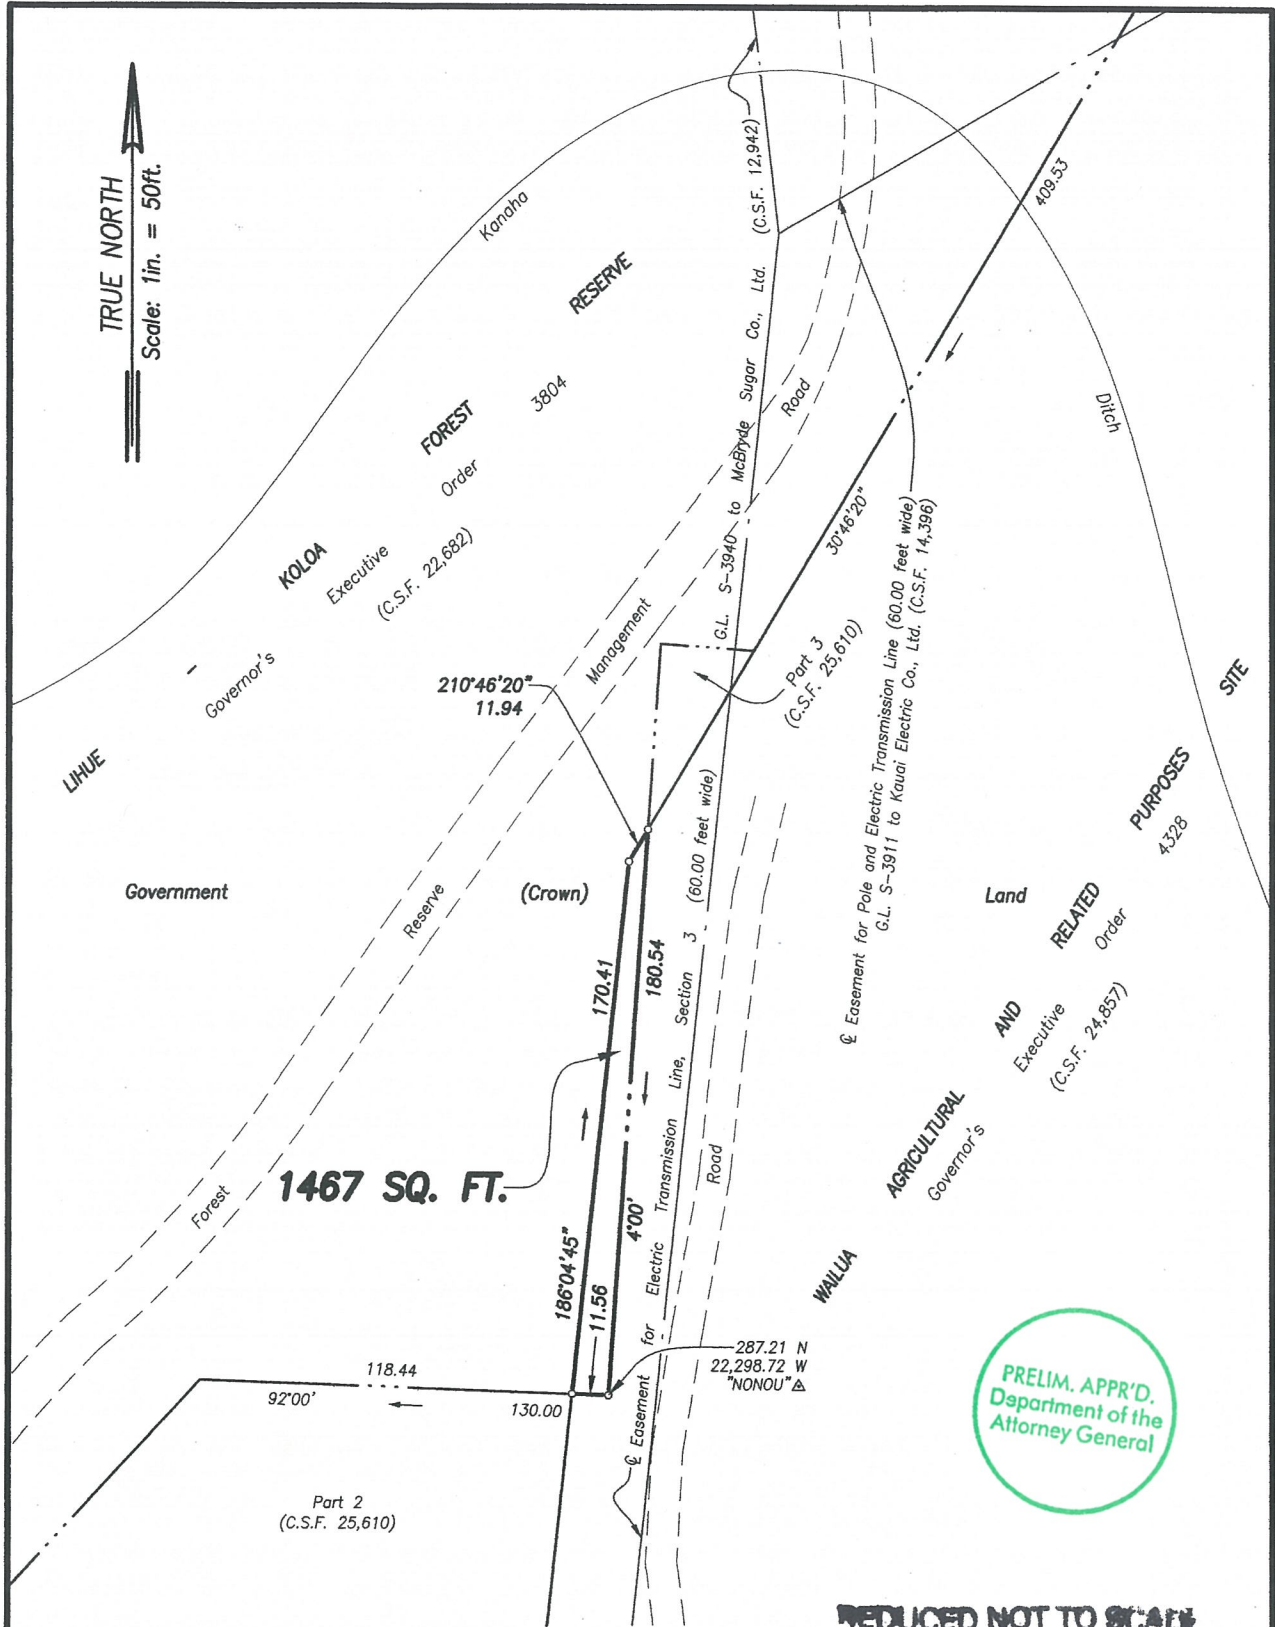 TRUE NORTH
Scale: 1in. = 50ft.
Kanaha
(C.S.F. 12,942)
409.53
RESERVE
FOREST
3804
Order
KOLOA
Executive
(C.S.F. 22,682)
-
Governor's
LIHUE
Road
Management
Reserve
Forest
Ditch
G.L. S-3940 to McBryde Sugar Co., Ltd.
30°46'20"
Part 3
(C.S.F. 25,610)
℄ Easement for Pole and Electric Transmission Line (60.00 feet wide)
G.L. S-3911 to Kauai Electric Co., Ltd. (C.S.F. 14,396)
210°46'20"
11.94
SITE
PURPOSES
4328
RELATED
Order
AND
Executive
(C.S.F. 24,857)
AGRICULTURAL
Governor's
WAILUA
Government (Crown) Land
170.41
180.54
℄ Easement for Electric Transmission Line, Section 3 (60.00 feet wide)
Road
1467 SQ. FT.
186°04'45"
11.56
4°00'
287.21 N
22,298.72 W
"NONOU"
118.44
92°00'
130.00
Part 2
(C.S.F. 25,610)
PRELIM. APPR'D.
Department of the
Attorney General
REDUCED NOT TO SCALE